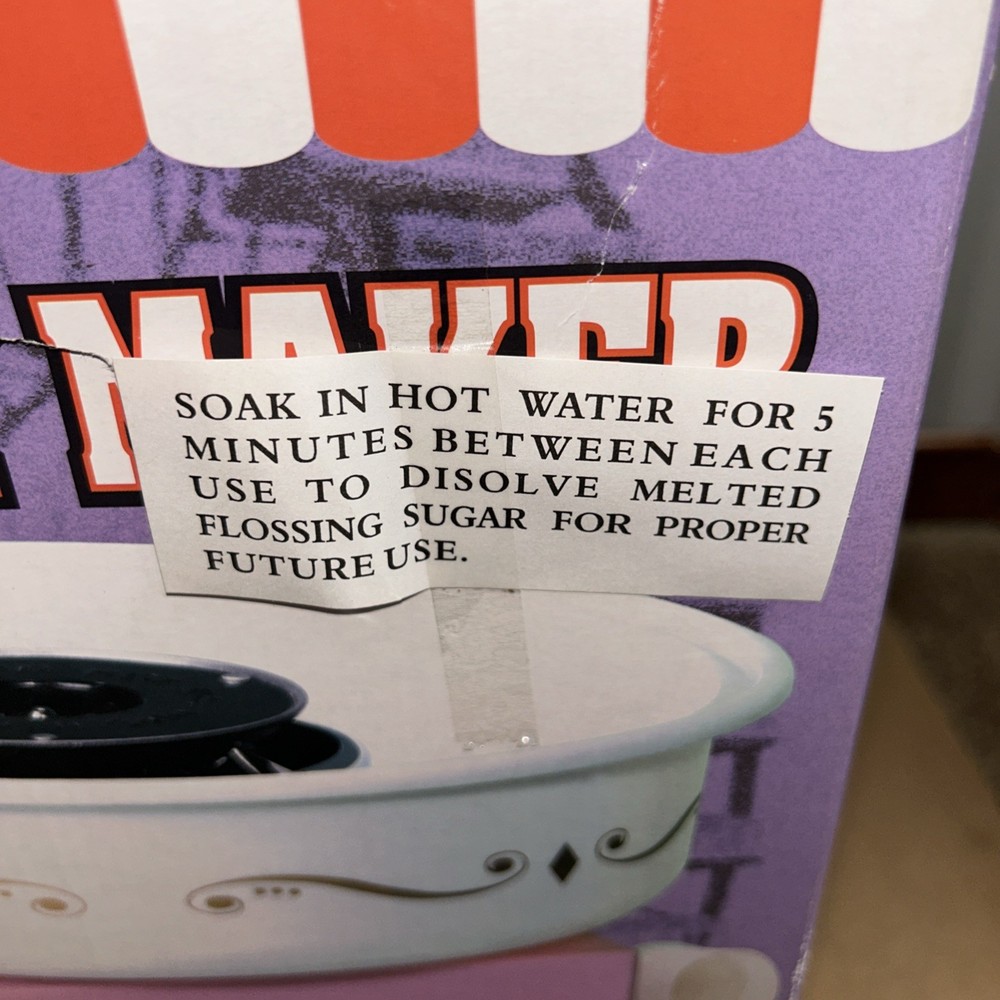 MAKER
SOAK IN HOT WATER FOR 5
MINUTES BETWEEN EACH
USE TO DISOLVE MELTED
FLOSSING SUGAR FOR PROPER
FUTURE USE.